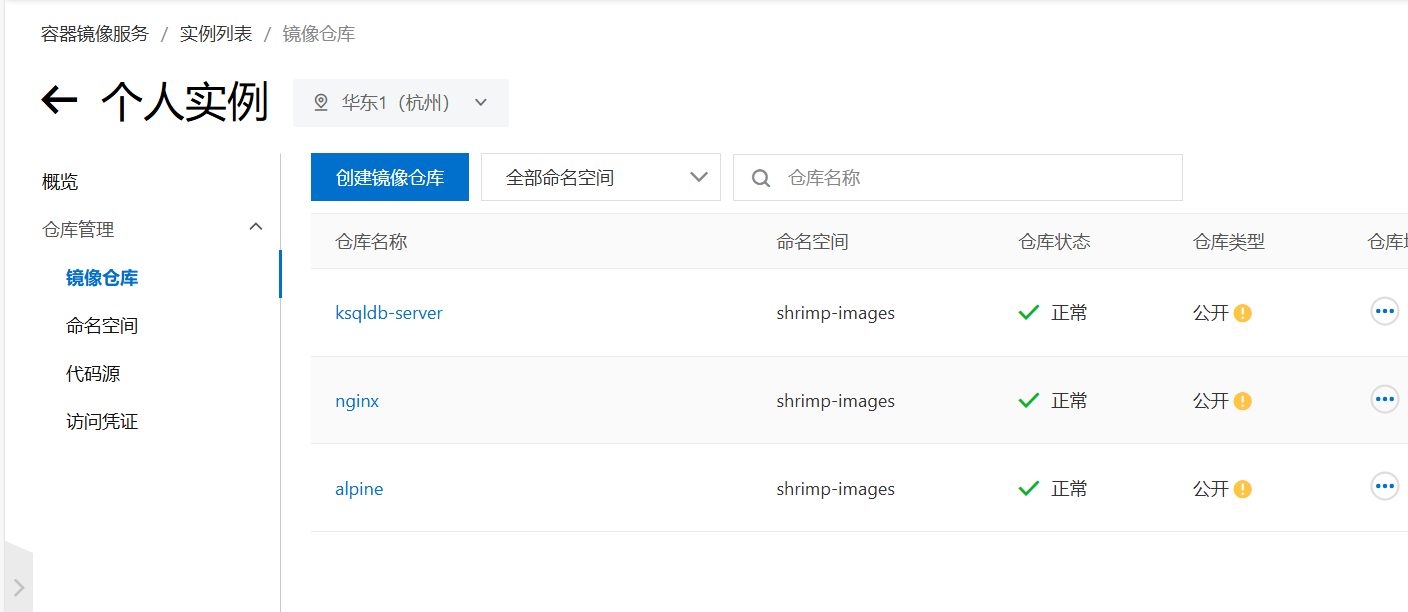 容器镜像服务 / 实例列表 / 镜像仓库
个人实例 华东1（杭州）
概览
仓库管理
镜像仓库
命名空间
代码源
访问凭证
创建镜像仓库 全部命名空间 仓库名称
仓库名称 命名空间 仓库状态 仓库类型 仓库
ksqldb-server shrimp-images 正常 公开
nginx shrimp-images 正常 公开
alpine shrimp-images 正常 公开